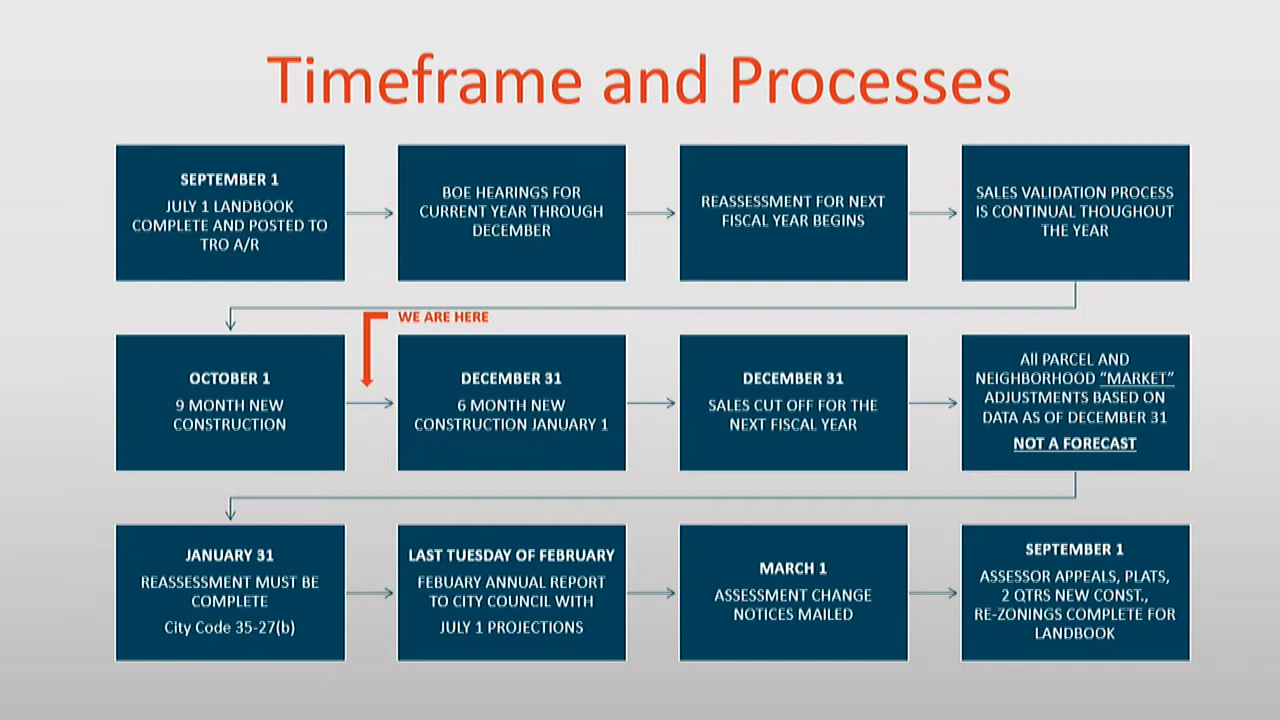 Timeframe and Processes
SEPTEMBER 1
JULY 1 LANDBOOK
COMPLETE AND POSTED TO
TRO A/R
BOE HEARINGS FOR
CURRENT YEAR THROUGH
DECEMBER
REASSESSMENT FOR NEXT
FISCAL YEAR BEGINS
SALES VALIDATION PROCESS
IS CONTINUAL THOUGHOUT
THE YEAR
WE ARE HERE
OCTOBER 1
9 MONTH NEW
CONSTRUCTION
DECEMBER 31
6 MONTH NEW
CONSTRUCTION JANUARY 1
DECEMBER 31
SALES CUT OFF FOR THE
NEXT FISCAL YEAR
All PARCEL AND
NEIGHBORHOOD “MARKET”
ADJUSTMENTS BASED ON
DATA AS OF DECEMBER 31
NOT A FORECAST
JANUARY 31
REASSESSMENT MUST BE
COMPLETE
City Code 35-27(b)
LAST TUESDAY OF FEBRUARY
FEBUARY ANNUAL REPORT
TO CITY COUNCIL WITH
JULY 1 PROJECTIONS
MARCH 1
ASSESSMENT CHANGE
NOTICES MAILED
SEPTEMBER 1
ASSESSOR APPEALS, PLATS,
2 QTRS NEW CONST.,
RE-ZONINGS COMPLETE FOR
LANDBOOK